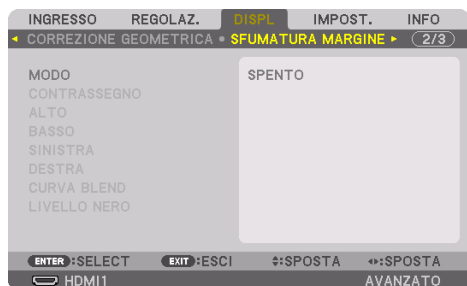 INGRESSO REGOLAZ. DISPL IMPOST. INFO
CORREZIONE GEOMETRICA • SFUMATURA MARGINE 2/3
MODO SPENTO
CONTRASSEGNO
ALTO
BASSO
SINISTRA
DESTRA
CURVA BLEND
LIVELLO NERO
ENTER :SELECT EXIT :ESCI :SPOSTA :SPOSTA
HDMI1 AVANZATO